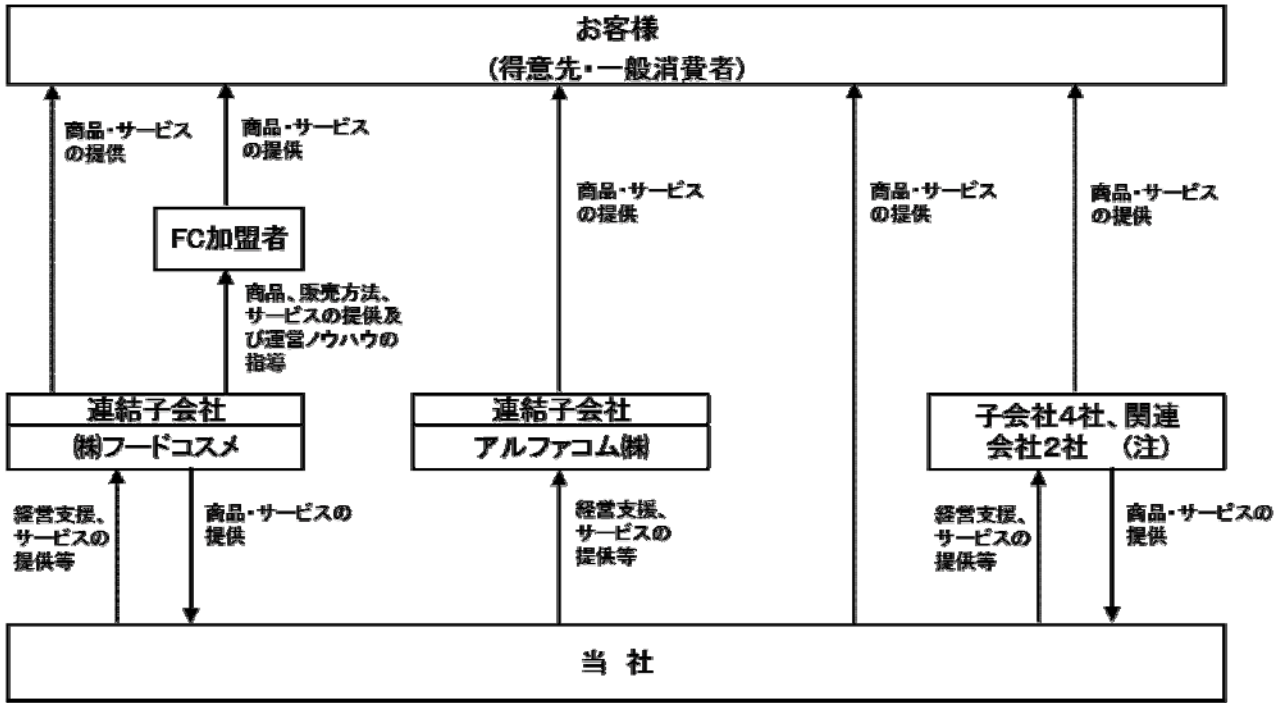 お客様
(得意先・一般消費者)
商品・サービス
の提供
商品・サービス
の提供
商品・サービス
の提供
商品・サービス
の提供
商品・サービス
の提供
FC加盟者
商品、販売方法、
サービスの提供及
び運営ノウハウの
指導
連結子会社
㈱フードコスメ
連結子会社
アルファコム㈱
子会社4社、関連
会社2社 (注)
経営支援、
サービスの
提供等
商品・サービスの
提供
経営支援、
サービスの
提供等
経営支援、
サービスの
提供等
商品・サービスの
提供
当 社